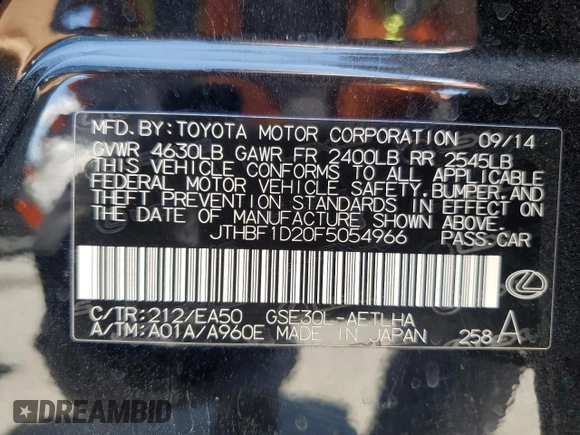 MFD.BY:TOYOTA MOTOR CORPORATION 09/14
GVWR 4630LB GAWR FR 2400LB RR 2545LB
THIS VEHICLE CONFORMS TO ALL APPLICABLE
FEDERAL MOTOR VEHICLE SAFETY,BUMPER,AND
THEFT PREVENTION STANDARDS IN EFFECT ON
THE DATE OF MANUFACTURE SHOWN ABOVE.
JTHBF1D20F5054966 PASS.CAR
C/TR:212/EA50 GSE30L-AETLHA
A/TM:A01A/A960E MADE IN JAPAN 258 A
DREAMBID